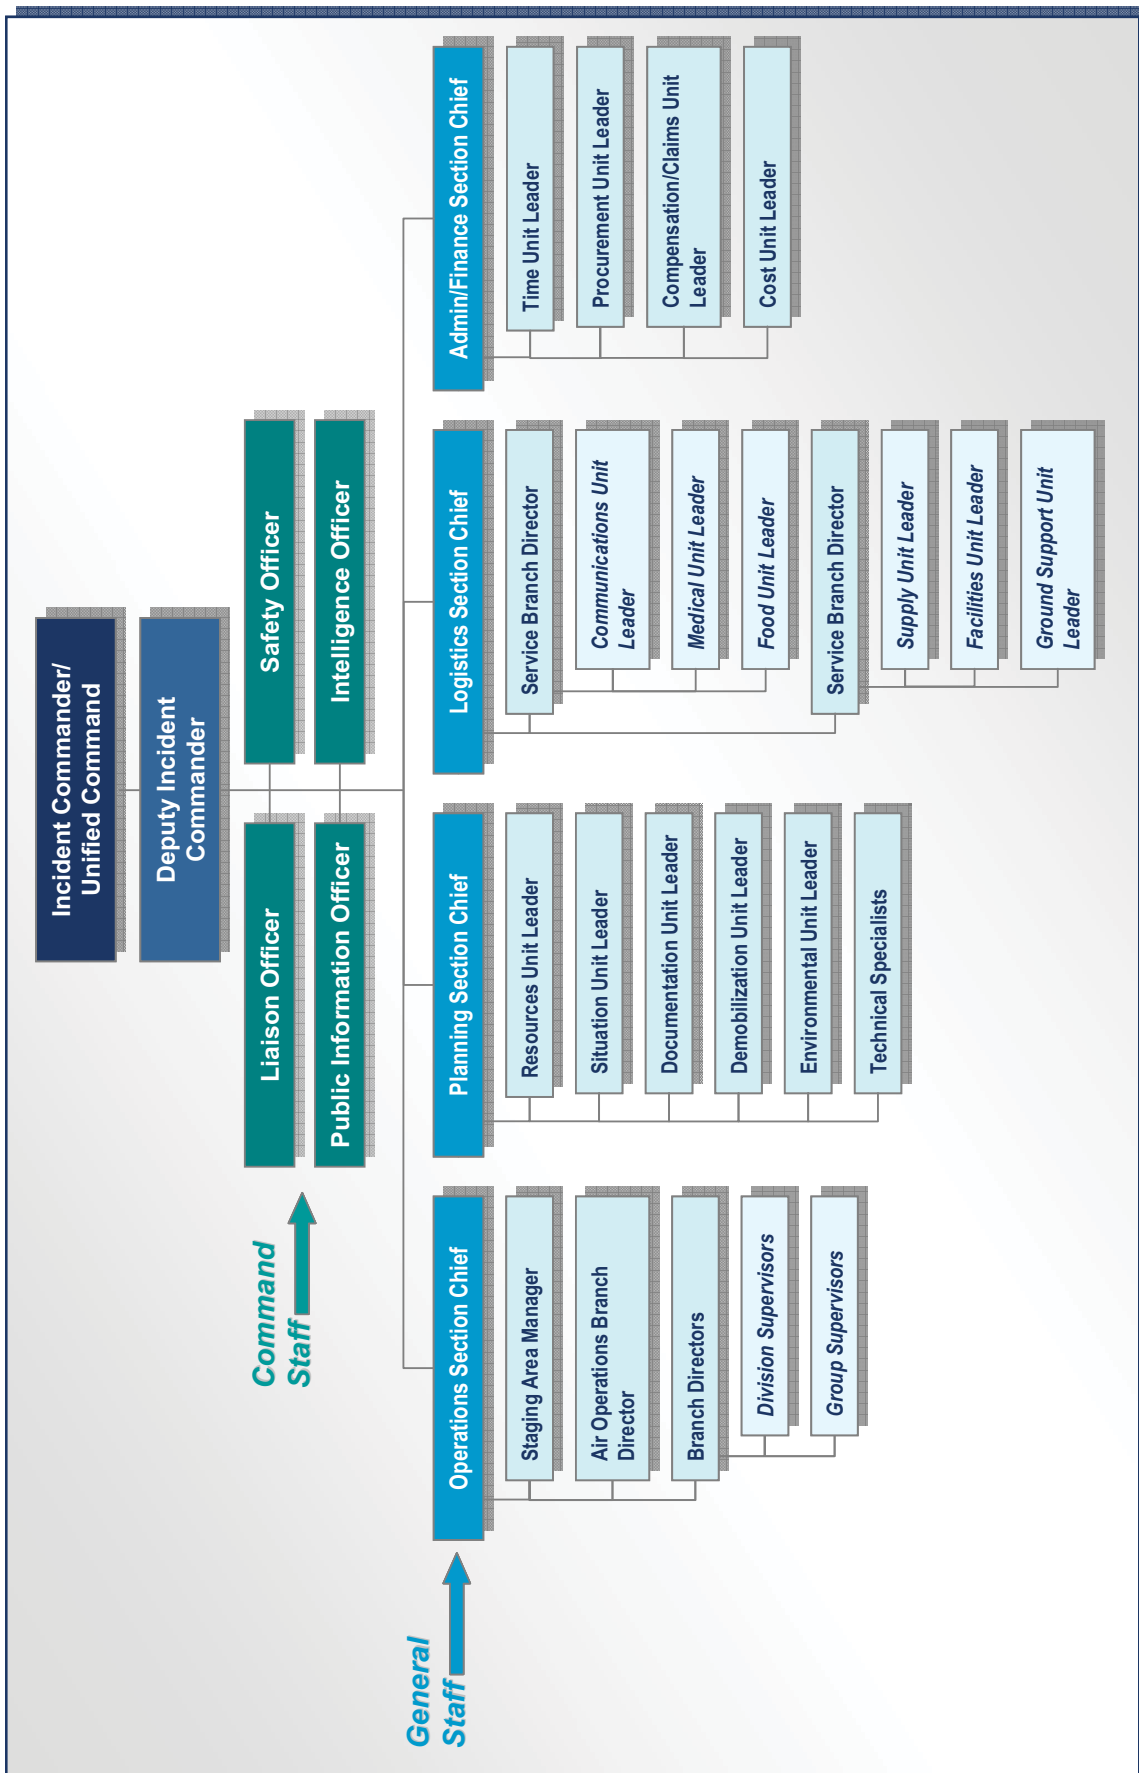 Incident Commander/
Unified Command
Deputy Incident
Commander
Command
Staff
Liaison Officer
Safety Officer
Public Information Officer
Intelligence Officer
General
Staff
Operations Section Chief
Staging Area Manager
Air Operations Branch
Director
Branch Directors
Division Supervisors
Group Supervisors
Planning Section Chief
Resources Unit Leader
Situation Unit Leader
Documentation Unit Leader
Demobilization Unit Leader
Environmental Unit Leader
Technical Specialists
Logistics Section Chief
Service Branch Director
Communications Unit
Leader
Medical Unit Leader
Food Unit Leader
Service Branch Director
Supply Unit Leader
Facilities Unit Leader
Ground Support Unit
Leader
Admin/Finance Section Chief
Time Unit Leader
Procurement Unit Leader
Compensation/Claims Unit
Leader
Cost Unit Leader